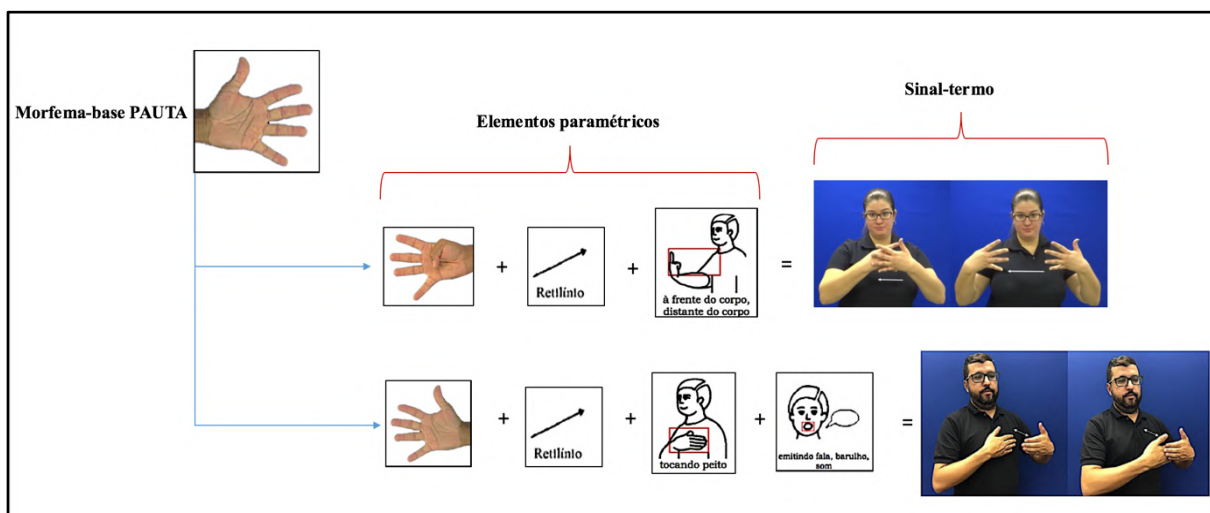 Morfema-base PAUTA
Elementos paramétricos
Sinal-termo
+
Retilínio
+
à frente do corpo,
distante do corpo
=
+
Retilínio
+
tocando peito
+
emitindo fala, barulho,
som
=